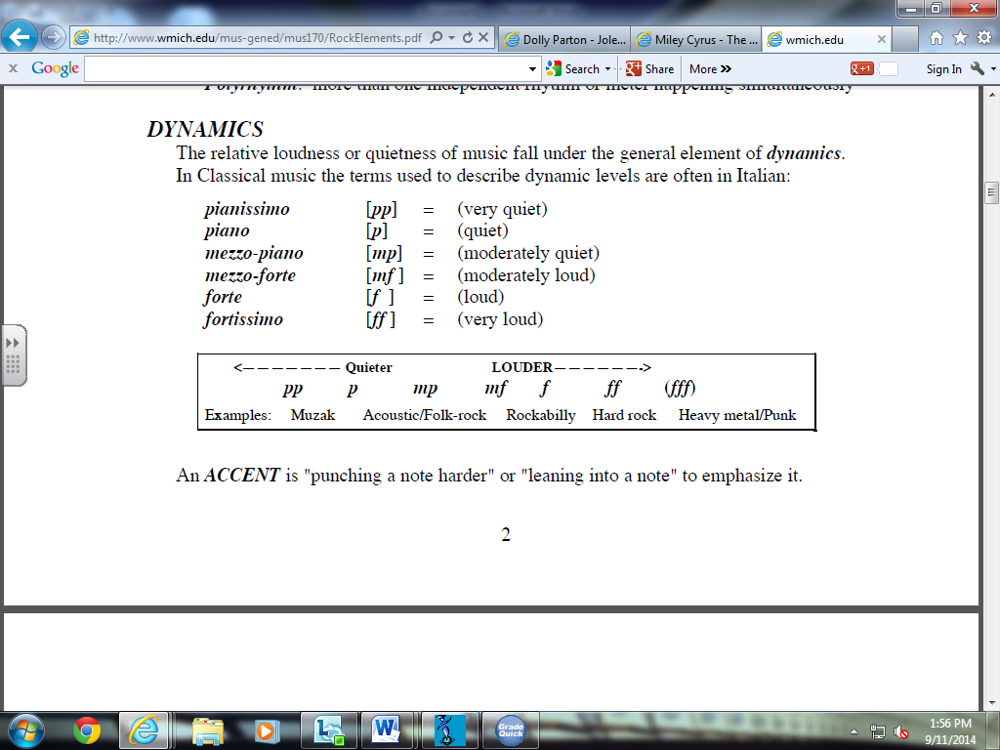 http://www.wmich.edu/mus-gened/mus170/RockElements.pdf
Dolly Parton - Jole...
Miley Cyrus - The ...
wmich.edu
x Google Search Share More » g +1 Sign In
Polyrhythm: more than one independent rhythm or meter happening simultaneously
DYNAMICS
The relative loudness or quietness of music fall under the general element of dynamics.
In Classical music the terms used to describe dynamic levels are often in Italian:
pianissimo [pp] = (very quiet)
piano [p] = (quiet)
mezzo-piano [mp] = (moderately quiet)
mezzo-forte [mf ] = (moderately loud)
forte [f ] = (loud)
fortissimo [ff ] = (very loud)
<– – – – – – – Quieter LOUDER– – – – – –->
pp p mp mf f ff (fff)
Examples: Muzak Acoustic/Folk-rock Rockabilly Hard rock Heavy metal/Punk
An ACCENT is "punching a note harder" or "leaning into a note" to emphasize it.
2
Grade Quick
1:56 PM
9/11/2014